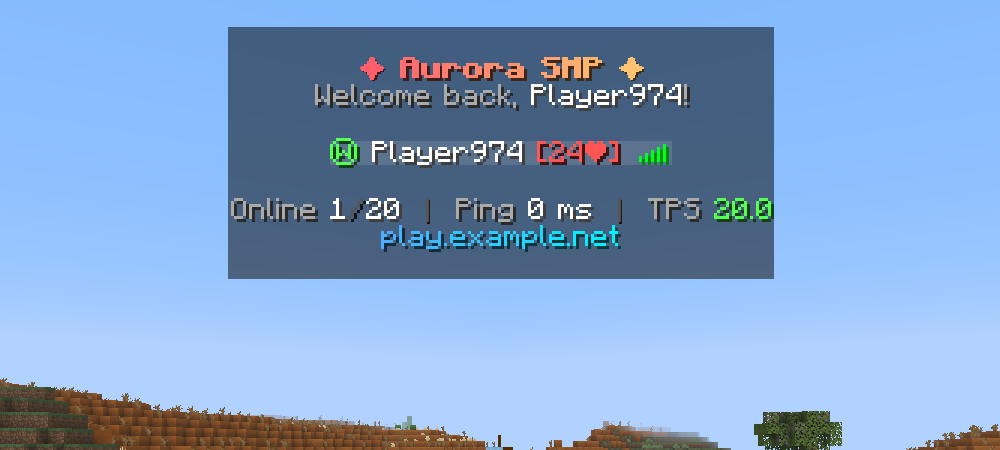 ✦ Aurora SMP ✦
Welcome back, Player974!
Ⓦ Player974 [24❤]
Online 1/20 | Ping 0 ms | TPS 20.0
play.example.net